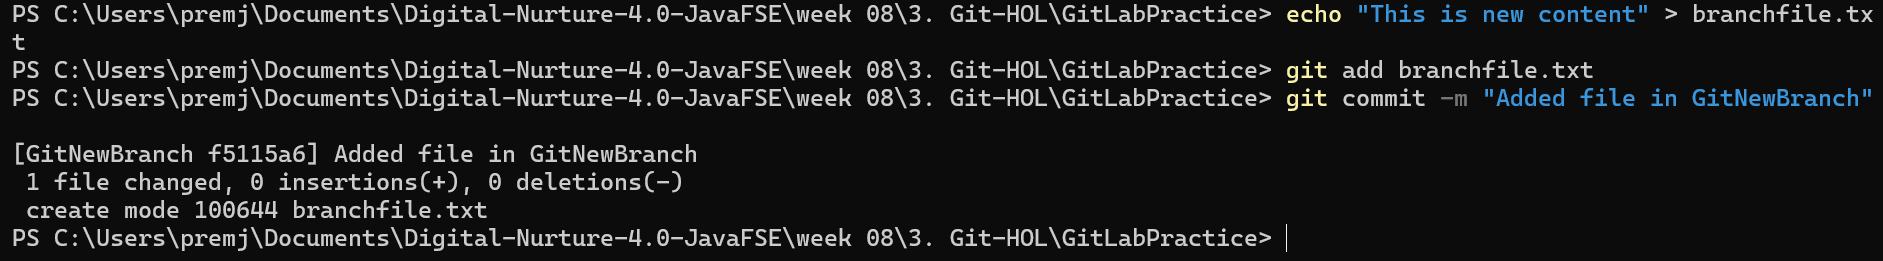 PS C:\Users\premj\Documents\Digital-Nurture-4.0-JavaFSE\week 08\3. Git-HOL\GitLabPractice> echo "This is new content" > branchfile.tx
t
PS C:\Users\premj\Documents\Digital-Nurture-4.0-JavaFSE\week 08\3. Git-HOL\GitLabPractice> git add branchfile.txt
PS C:\Users\premj\Documents\Digital-Nurture-4.0-JavaFSE\week 08\3. Git-HOL\GitLabPractice> git commit -m "Added file in GitNewBranch"
[GitNewBranch f5115a6] Added file in GitNewBranch
 1 file changed, 0 insertions(+), 0 deletions(-)
 create mode 100644 branchfile.txt
PS C:\Users\premj\Documents\Digital-Nurture-4.0-JavaFSE\week 08\3. Git-HOL\GitLabPractice>